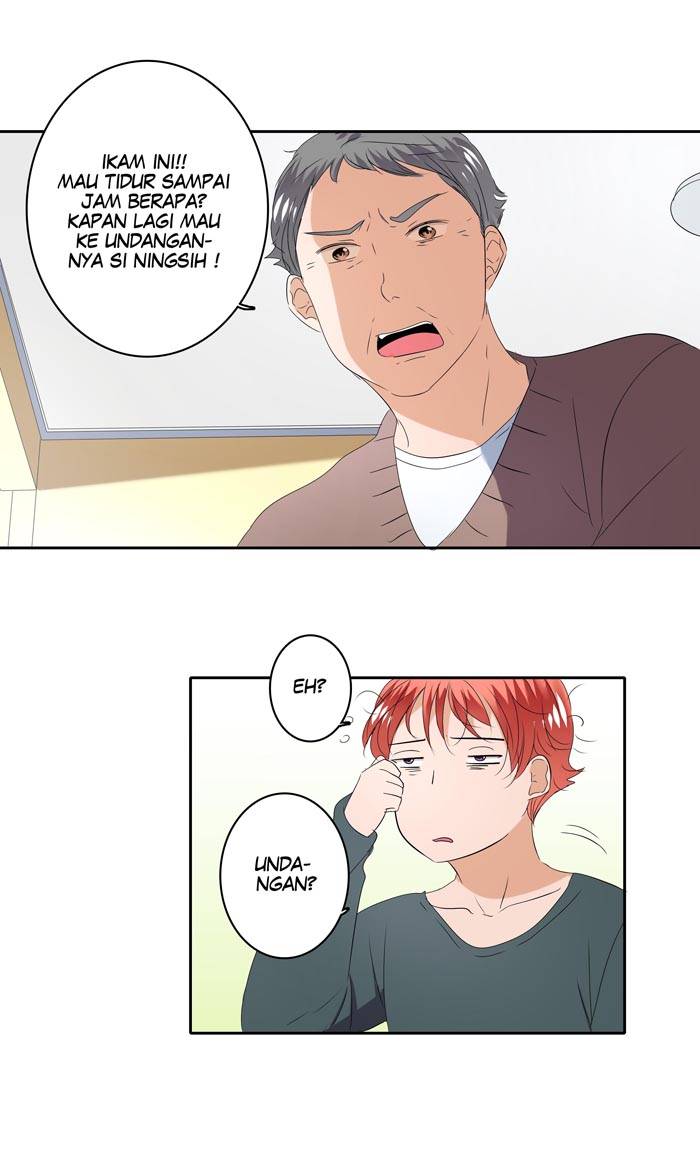 IKAM INI!!
MAU TIDUR SAMPAI
JAM BERAPA?
KAPAN LAGI MAU
KE UNDANGAN-
NYA SI NINGSIH !
EH?
UNDA-
NGAN?